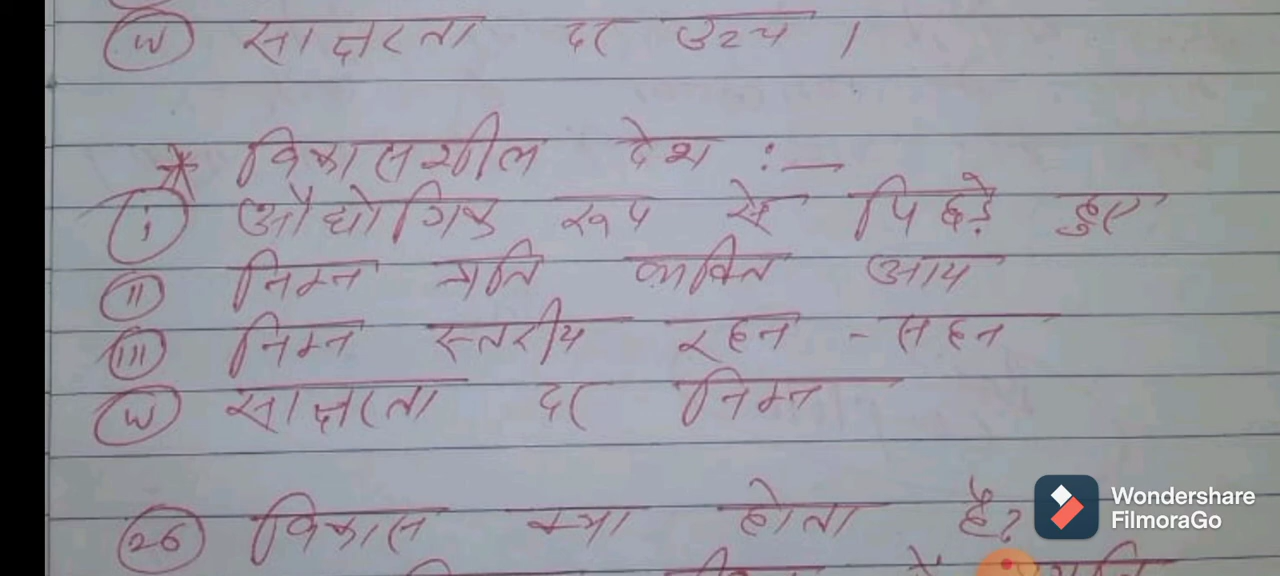 (iv) साक्षरता दर उच्च ।
* विकासशील देश :-
(i) औद्योगिक रूप से पिछड़े हुए
(ii) निम्न प्रति व्यक्ति आय
(iii) निम्न स्तरीय रहन - सहन
(iv) साक्षरता दर निम्न
(26) विकास क्या होता है?
Wondershare
FilmoraGo